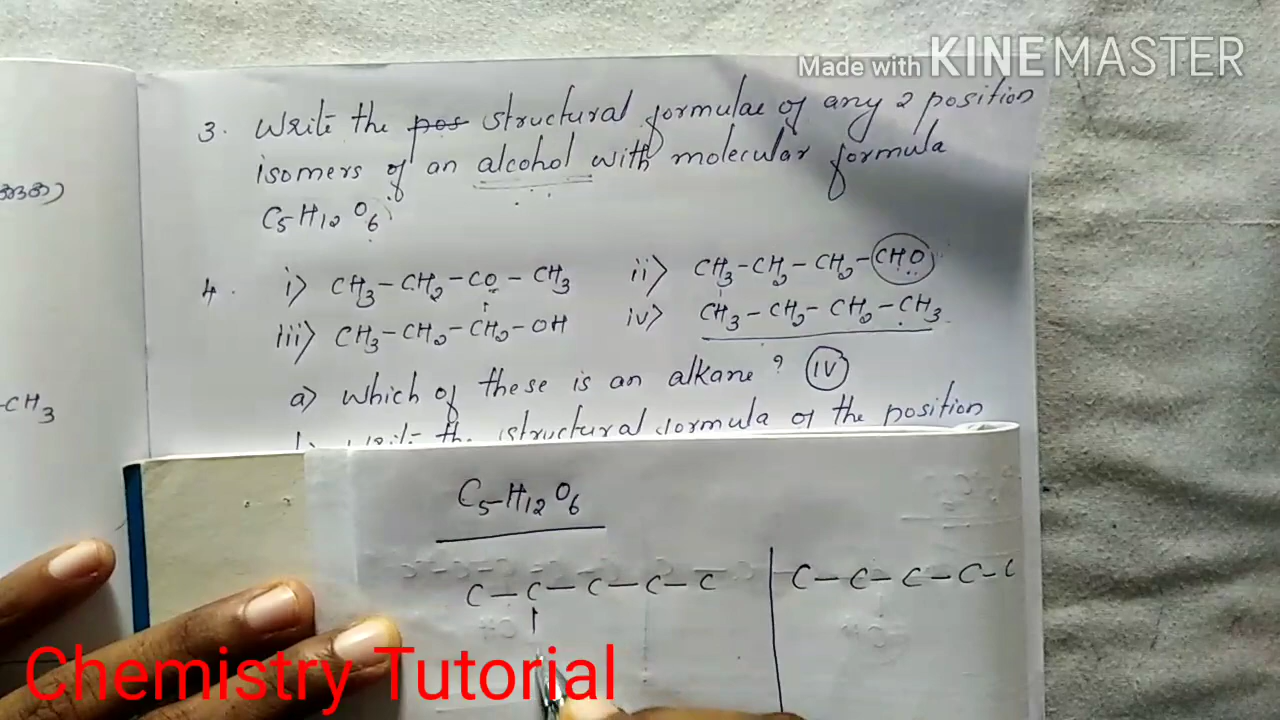 Made with KINEMASTER
3. Write the pos structural formulae of any 2 position
isomers of an alcohol with molecular formula
C5H12O6
4. i) CH3-CH2-CO-CH3 ii) CH3-CH2-CH2-CHO
iii) CH3-CH2-CH2-OH iv) CH3-CH2-CH2-CH3
a) which of these is an alkane? IV
write the structural formula of the position
-CH3
C5H12O6
C-C-C-C-C | C-C-C-C-C
Chemistry Tutorial